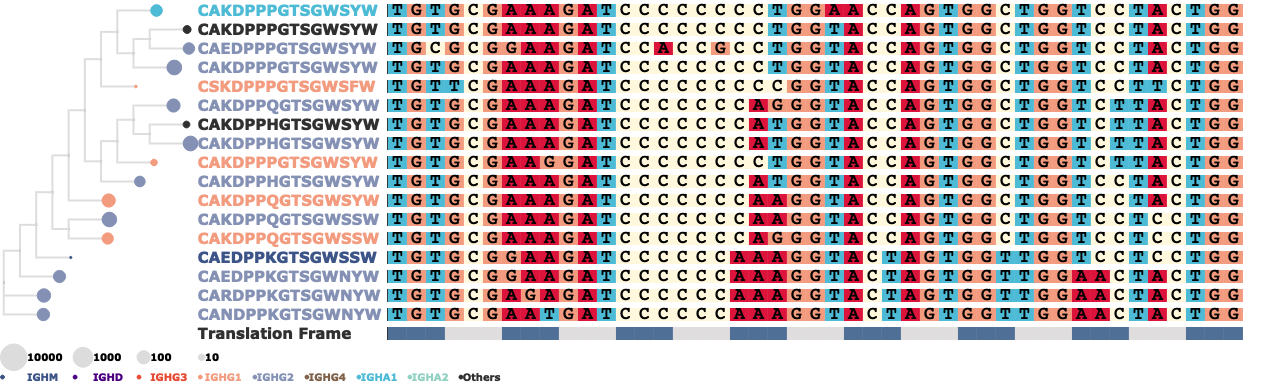 CAKDPPPGTSGWSYW T G T G C G A A A G A T C C C C C C C C T G G A A C C A G T G G C T G G T C C T A C T G G
CAKDPPPGTSGWSYW T G T G C G A A A G A T C C C C C C C C T G G T A C C A G T G G C T G G T C C T A C T G G
CAEDPPPGTSGWSYW T G C G C G G A A G A T C C A C C G C C T G G T A C C A G T G G C T G G T C C T A C T G G
CAKDPPPGTSGWSYW T G T G C G A A A G A T C C C C C C C C T G G T A C C A G T G G C T G G T C C T A C T G G
CSKDPPPGTSGWSFW T G T T C G A A A G A T C C C C C C C C G G G T A C C A G T G G C T G G T C C T T C T G G
CAKDPPQGTSGWSYW T G T G C G A A A G A T C C C C C C C A G G G T A C C A G T G G C T G G T C T T A C T G G
CAKDPPHGTSGWSYW T G T G C G A A A G A T C C C C C C C A T G G T A C C A G T G G C T G G T C T T A C T G G
CAKDPPHGTSGWSYW T G T G C G A A A G A T C C C C C C C A T G G T A C C A G T G G C T G G T C T T A C T G G
CAKDPPPGTSGWSYW T G T G C G A A G G A T C C C C C C C C T G G T A C C A G T G G C T G G T C T T A C T G G
CAKDPPHGTSGWSYW T G T G C G A A A G A T C C C C C C C A T G G T A C C A G T G G C T G G T C C T A C T G G
CAKDPPQGTSGWSYW T G T G C G A A A G A T C C C C C C C A A G G T A C C A G T G G C T G G T C C T A C T G G
CAKDPPQGTSGWSSW T G T G C G A A A G A T C C C C C C C A A G G T A C C A G T G G C T G G T C C T C C T G G
CAKDPPQGTSGWSSW T G T G C G A A A G A T C C C C C C C A G G G T A C C A G T G G C T G G T C C T C C T G G
CAEDPPKGTSGWSSW T G T G C G G A A G A T C C C C C C A A A G G T A C T A G T G G T T G G T C C T C C T G G
CAEDPPKGTSGWNYW T G T G C G G A A G A T C C C C C C A A A G G T A C T A G T G G T T G G A A C T A C T G G
CARDPPKGTSGWNYW T G T G C G A G A G A T C C C C C C A A A G G T A C T A G T G G T T G G A A C T A C T G G
CANDPPKGTSGWNYW T G T G C G A A T G A T C C C C C C A A A G G T A C T A G T G G T T G G A A C T A C T G G
Translation Frame
10000 1000 100 10
IGHM IGHD IGHG3 IGHG1 IGHG2 IGHG4 IGHA1 IGHA2 Others